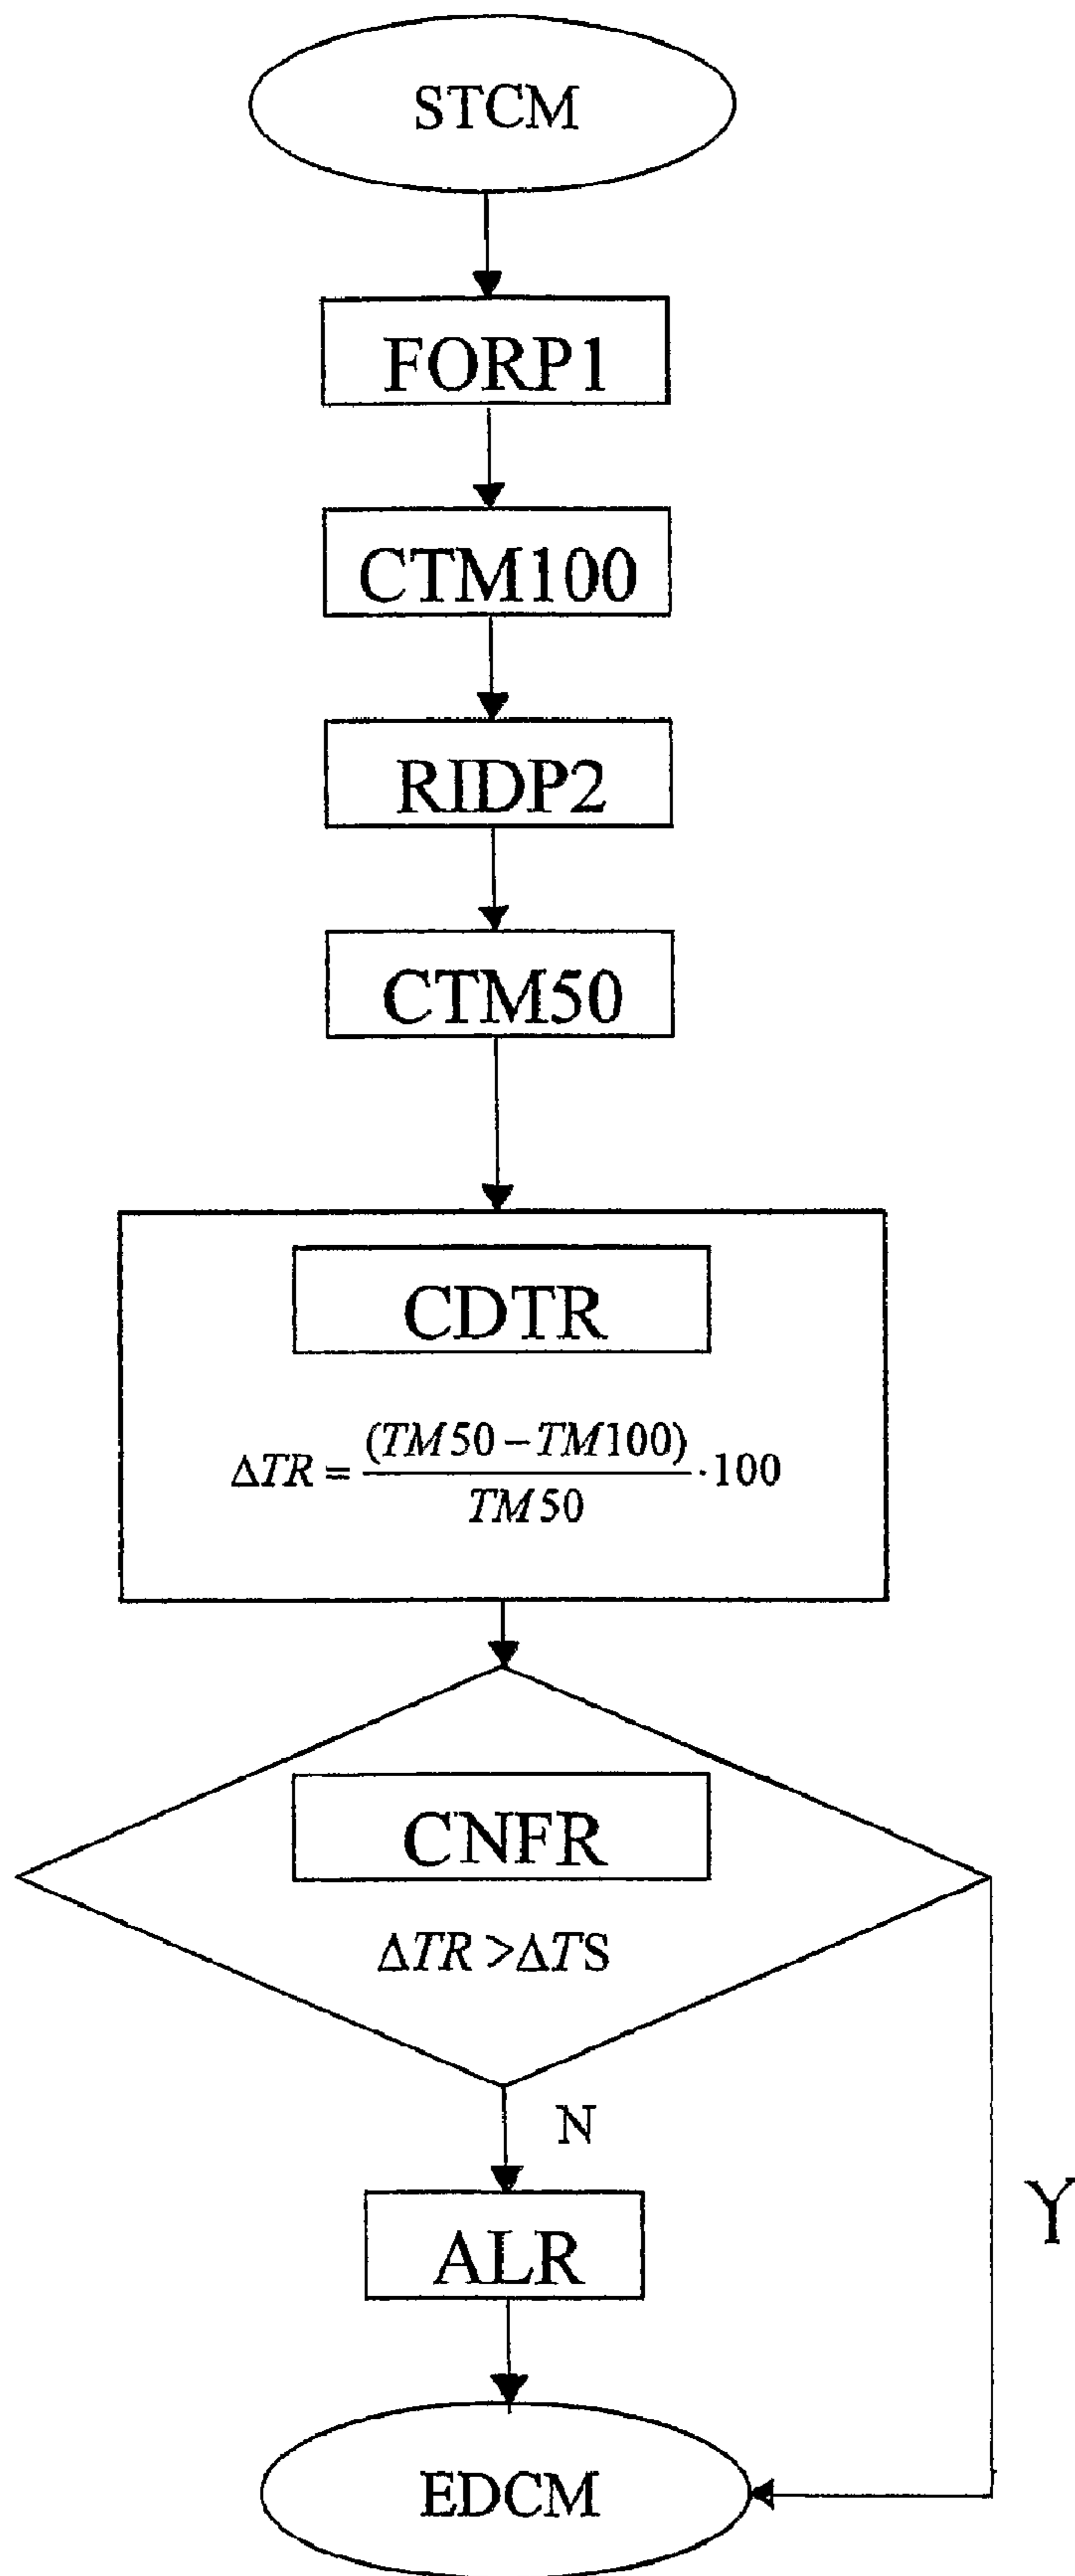 STCM
FORP1
CTM100
RIDP2
CTM50
CDTR
ΔTR = (TM50 – TM100) / TM50 · 100
CNFR
ΔTR >ΔTS
N
Y
ALR
EDCM